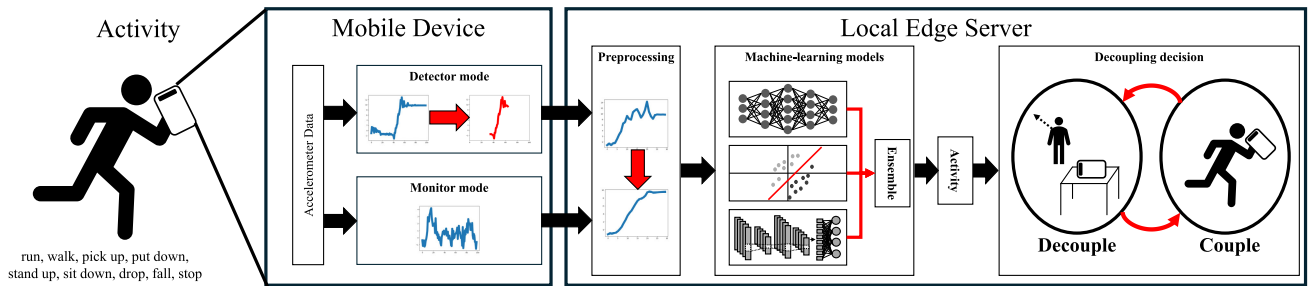 Activity
run, walk, pick up, put down,
stand up, sit down, drop, fall, stop
Mobile Device
Accelerometer Data
Detector mode
Monitor mode
Local Edge Server
Preprocessing
Machine-learning models
Ensemble
Activity
Decoupling decision
Decouple
Couple